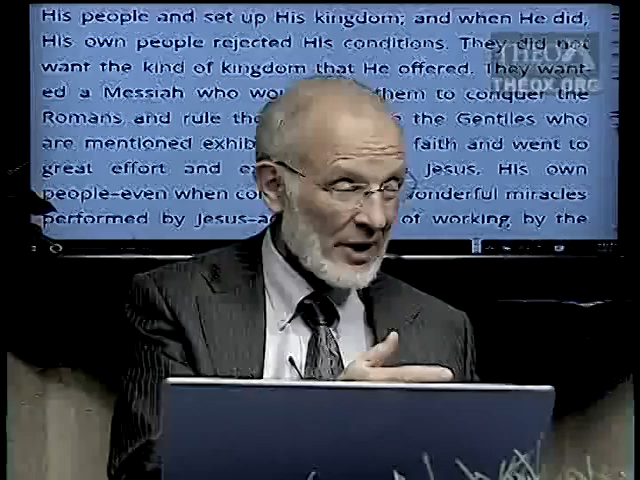 His people and set up His kingdom; and when He did,
His own people rejected His conditions. They did not
want the kind of kingdom that He offered. They want-
ed a Messiah who them to conquer the
Romans and rule the Gentiles who
are mentioned faith and went to
great effort and Jesus, His own
people–even when wonderful miracles
performed by Jesus– of working by the
THEOX
THEOX.ORG